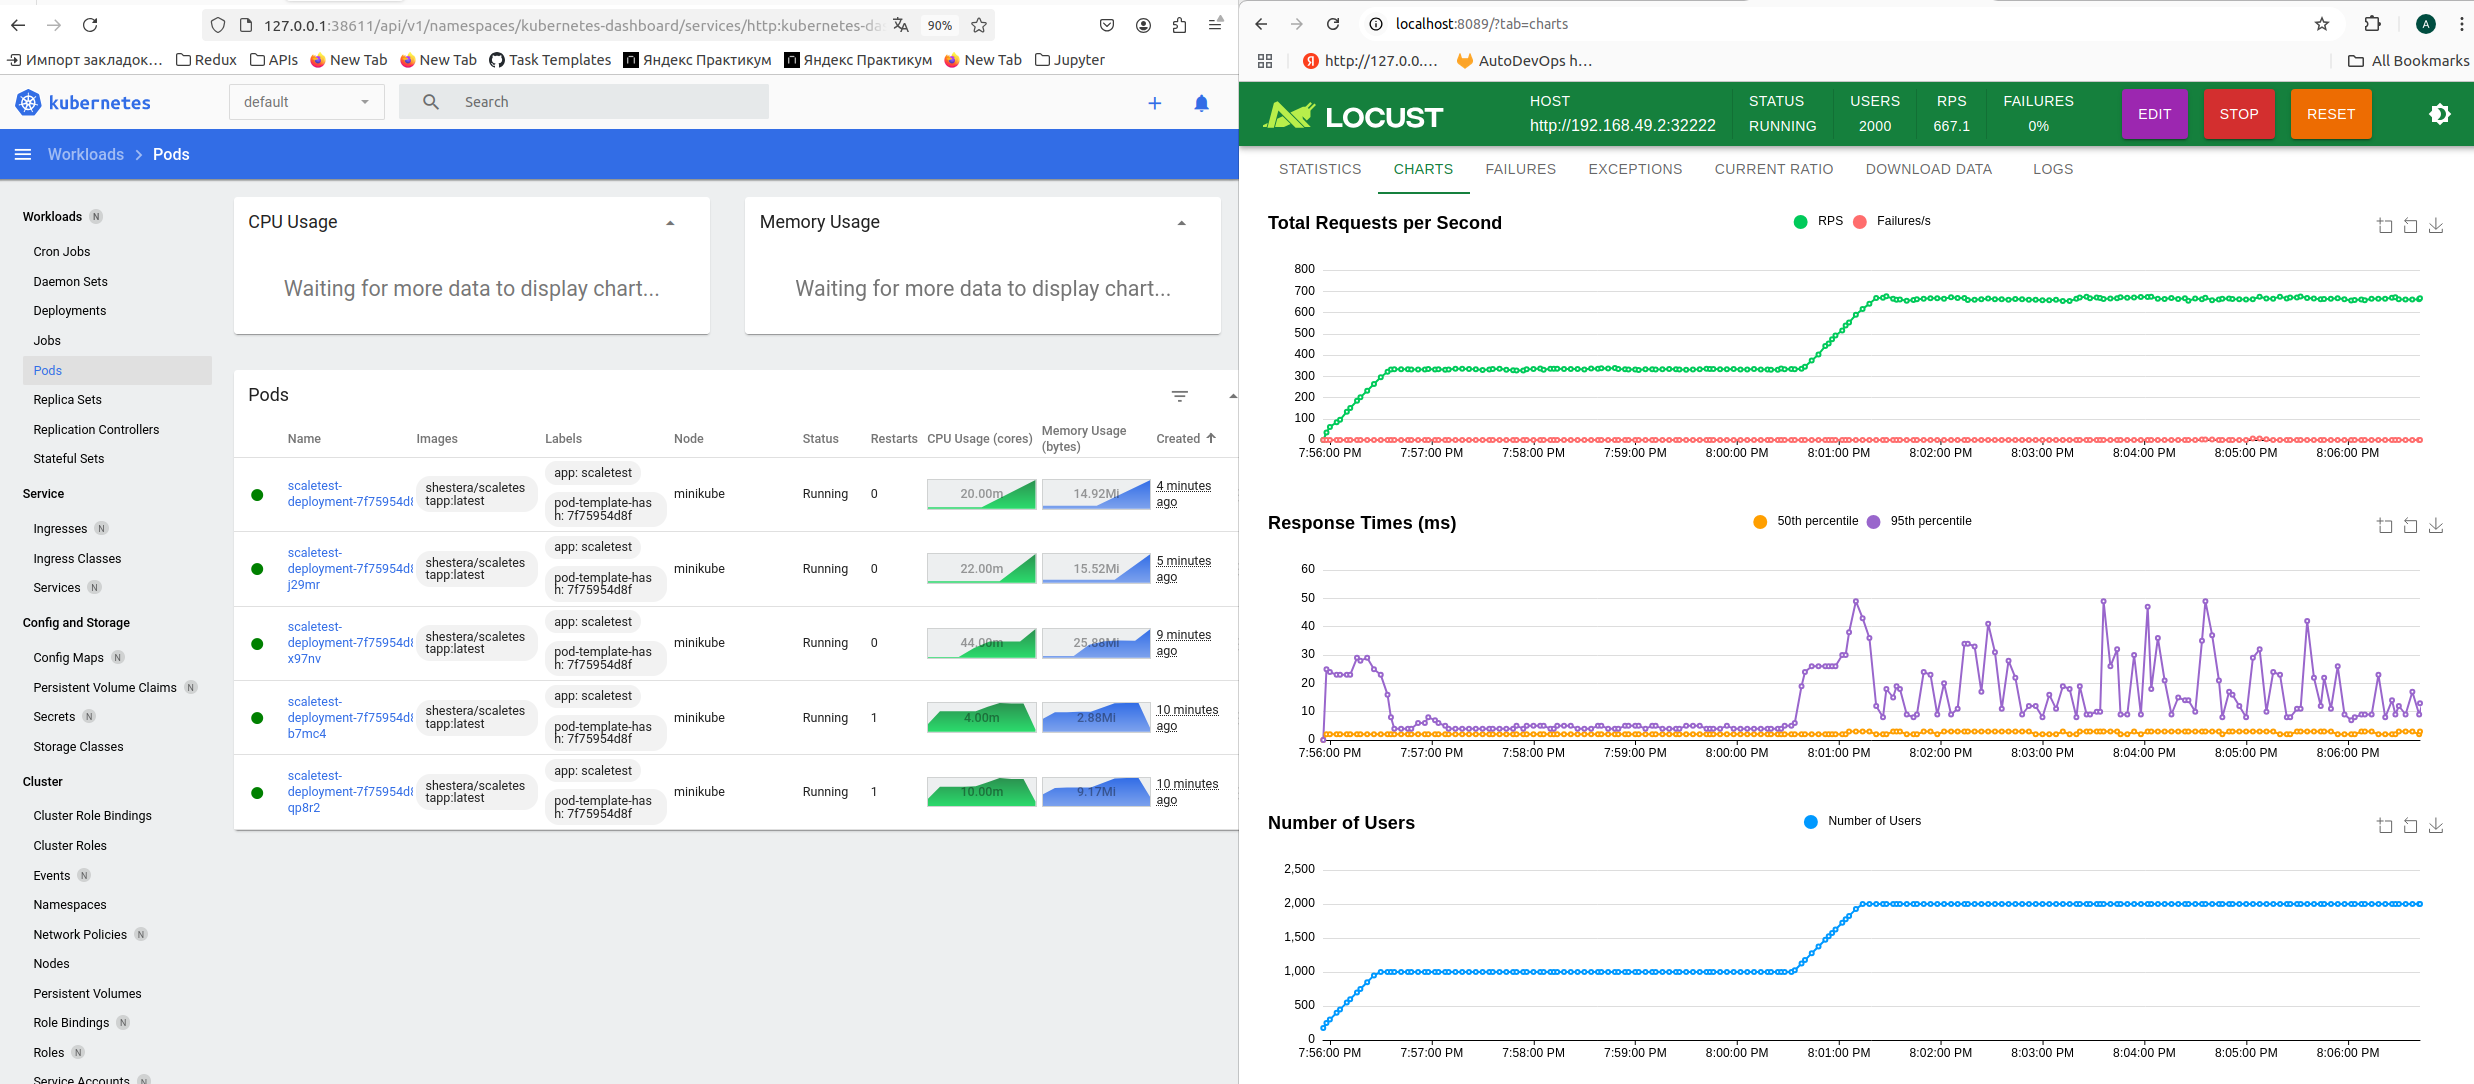 127.0.0.1:38611/api/v1/namespaces/kubernetes-dashboard/services/http:kubernetes-da
90%
Импорт закладок…
Redux
APIs
New Tab
New Tab
Task Templates
Яндекс Практикум
Яндекс Практикум
New Tab
Jupyter
kubernetes
default
Search
Workloads
Pods
Workloads N
Cron Jobs
Daemon Sets
Deployments
Jobs
Pods
Replica Sets
Replication Controllers
Stateful Sets
Service
Ingresses N
Ingress Classes
Services N
Config and Storage
Config Maps N
Persistent Volume Claims N
Secrets N
Storage Classes
Cluster
Cluster Role Bindings
Cluster Roles
Events N
Namespaces
Network Policies N
Nodes
Persistent Volumes
Role Bindings N
Roles N
Service Accounts N
CPU Usage
Waiting for more data to display chart...
Memory Usage
Waiting for more data to display chart...
Pods
Name Images Labels Node Status Restarts CPU Usage (cores) Memory Usage (bytes) Created
scaletest-
deployment-7f75954d8
shestera/scaletes
tapp:latest
app: scaletest
pod-template-has
h: 7f75954d8f
minikube
Running
0
20.00m
14.92Mi
4 minutes
ago
scaletest-
deployment-7f75954d8
j29mr
shestera/scaletes
tapp:latest
app: scaletest
pod-template-has
h: 7f75954d8f
minikube
Running
0
22.00m
15.52Mi
5 minutes
ago
scaletest-
deployment-7f75954d8
x97nv
shestera/scaletes
tapp:latest
app: scaletest
pod-template-has
h: 7f75954d8f
minikube
Running
0
44.00m
25.88Mi
9 minutes
ago
scaletest-
deployment-7f75954d8
b7mc4
shestera/scaletes
tapp:latest
app: scaletest
pod-template-has
h: 7f75954d8f
minikube
Running
1
4.00m
2.88Mi
10 minutes
ago
scaletest-
deployment-7f75954d8
qp8r2
shestera/scaletes
tapp:latest
app: scaletest
pod-template-has
h: 7f75954d8f
minikube
Running
1
10.00m
9.17Mi
10 minutes
ago
localhost:8089/?tab=charts
A
Я
http://127.0.0.…
AutoDevOps h…
All Bookmarks
LOCUST
HOST
http://192.168.49.2:32222
STATUS
RUNNING
USERS
2000
RPS
667.1
FAILURES
0%
EDIT
STOP
RESET
STATISTICS
CHARTS
FAILURES
EXCEPTIONS
CURRENT RATIO
DOWNLOAD DATA
LOGS
Total Requests per Second
RPS
Failures/s
800
700
600
500
400
300
200
100
0
7:56:00 PM 7:57:00 PM 7:58:00 PM 7:59:00 PM 8:00:00 PM 8:01:00 PM 8:02:00 PM 8:03:00 PM 8:04:00 PM 8:05:00 PM 8:06:00 PM
Response Times (ms)
50th percentile
95th percentile
60
50
40
30
20
10
0
7:56:00 PM 7:57:00 PM 7:58:00 PM 7:59:00 PM 8:00:00 PM 8:01:00 PM 8:02:00 PM 8:03:00 PM 8:04:00 PM 8:05:00 PM 8:06:00 PM
Number of Users
Number of Users
2,500
2,000
1,500
1,000
500
0
7:56:00 PM 7:57:00 PM 7:58:00 PM 7:59:00 PM 8:00:00 PM 8:01:00 PM 8:02:00 PM 8:03:00 PM 8:04:00 PM 8:05:00 PM 8:06:00 PM